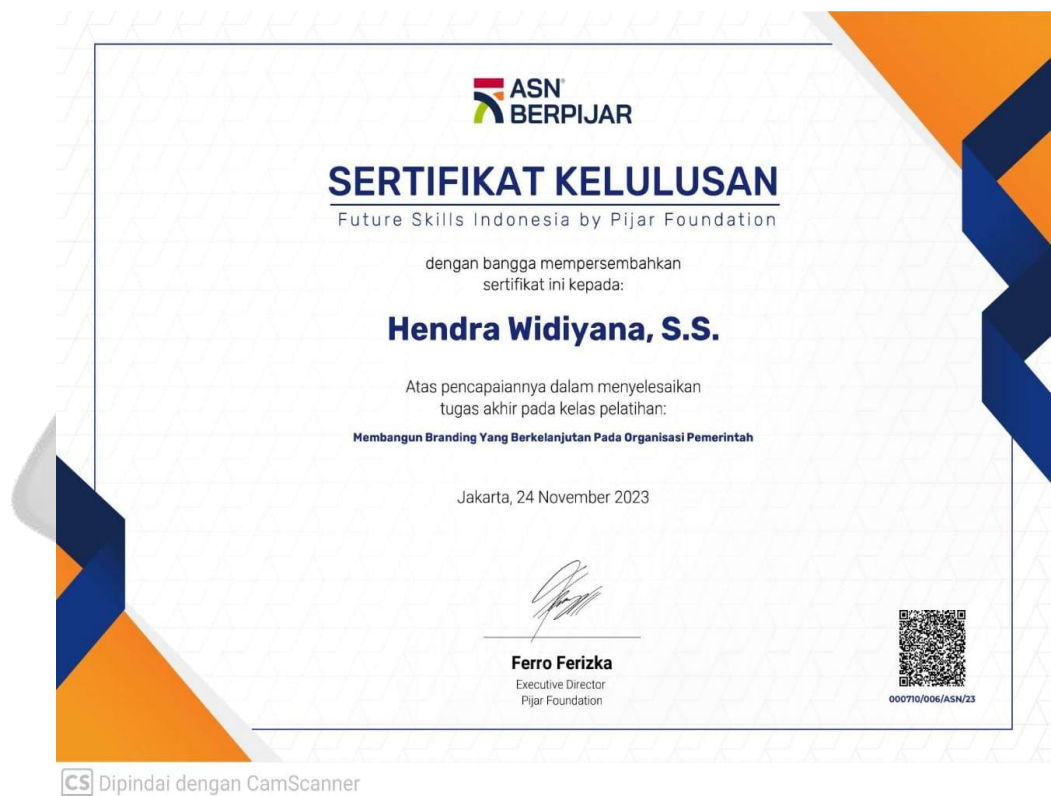 ASN
BERPIJAR
SERTIFIKAT KELULUSAN
Future Skills Indonesia by Pijar Foundation
dengan bangga mempersembahkan
sertifikat ini kepada:
Hendra Widiyana, S.S.
Atas pencapaiannya dalam menyelesaikan
tugas akhir pada kelas pelatihan:
Membangun Branding Yang Berkelanjutan Pada Organisasi Pemerintah
Jakarta, 24 November 2023
Ferro Ferizka
Executive Director
Pijar Foundation
000710/006/ASN/23
CS Dipindai dengan CamScanner